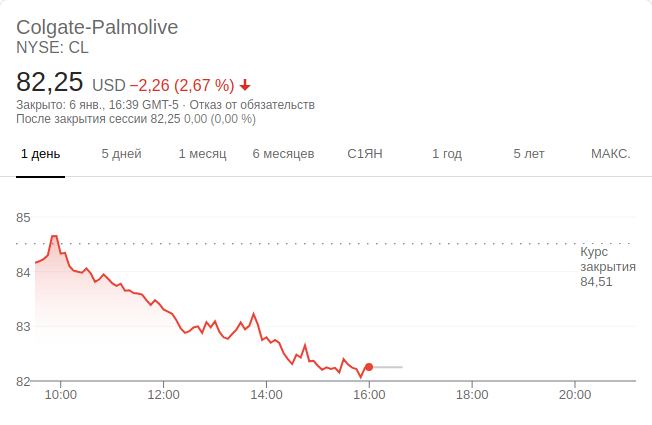 Colgate-Palmolive
NYSE: CL
82,25 USD −2,26 (2,67 %)
Закрыто: 6 янв., 16:39 GMT-5 · Отказ от обязательств
После закрытия сессии 82,25 0,00 (0,00 %)
1 день 5 дней 1 месяц 6 месяцев С1ЯН 1 год 5 лет МАКС.
85
Курс
закрытия
84,51
84
83
82
10:00 12:00 14:00 16:00 18:00 20:00